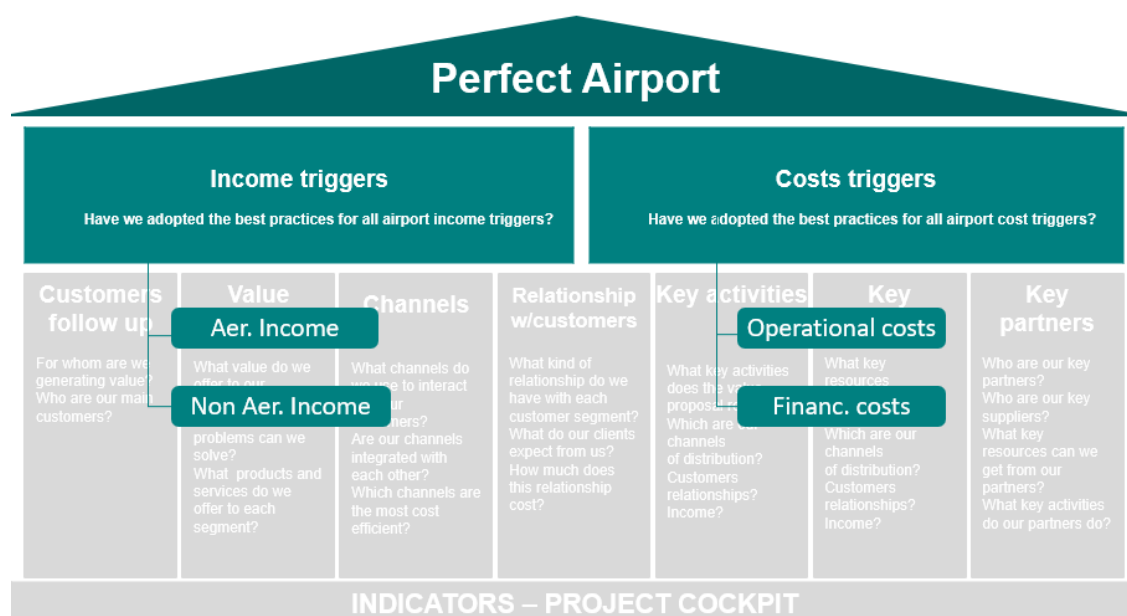 Perfect Airport
Income triggers
Have we adopted the best practices for all airport income triggers?
Costs triggers
Have we adopted the best practices for all airport cost triggers?
Aer. Income
Non Aer. Income
Operational costs
Financ. costs
Customers
follow up
For whom are we
generating value?
Who are our main
customers?
Value
What value do we
offer to our
problems can we
solve?
What products and
services do we
offer to each
segment?
Channels
What channels do
we use to interact
Are our channels
integrated with
each other?
Which channels are
the most cost
efficient?
Relationship
w/customers
What kind of
relationship do we
have with each
customer segment?
What do our clients
expect from us?
How much does
this relationship
cost?
Key activities
What key activities
does the value
proposal
Which are our
channels
of distribution?
Customers
relationships?
Income?
Key
What key
resources
Which are our
channels
of distribution?
Customers
relationships?
Income?
Key
partners
Who are our key
partners?
Who are our key
suppliers?
What key
resources can we
get from our
partners?
What key activities
do our partners do?
INDICATORS – PROJECT COCKPIT